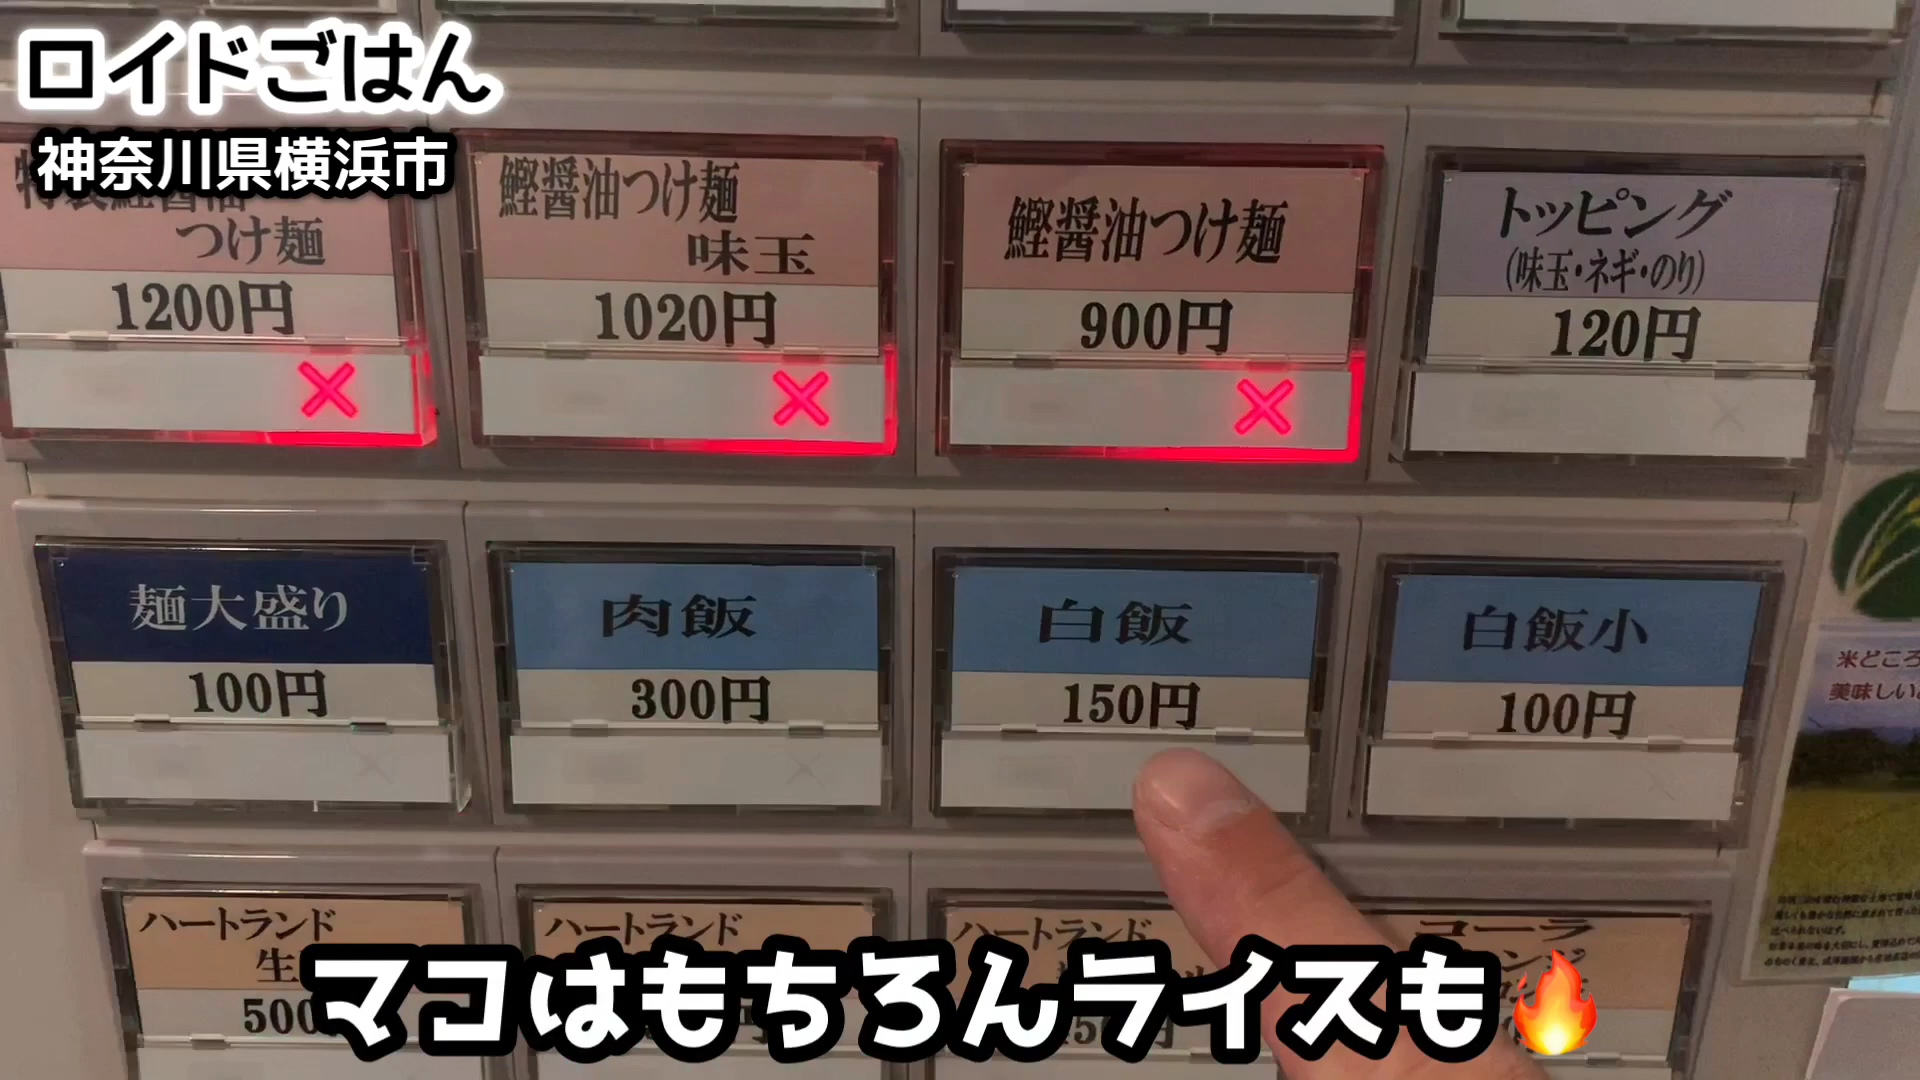 ロイドごはん
神奈川県横浜市
つけ麺
1200円
鰹醤油つけ麺
味玉
1020円
鰹醤油つけ麺
900円
トッピング
(味玉・ネギ・のり)
120円
麺大盛り
100円
肉飯
300円
白飯
150円
白飯小
100円
米どころ
美味しい
ハートランド
生
500
ハートランド
ハートランド
コーラ
マコはもちろんライスも🔥